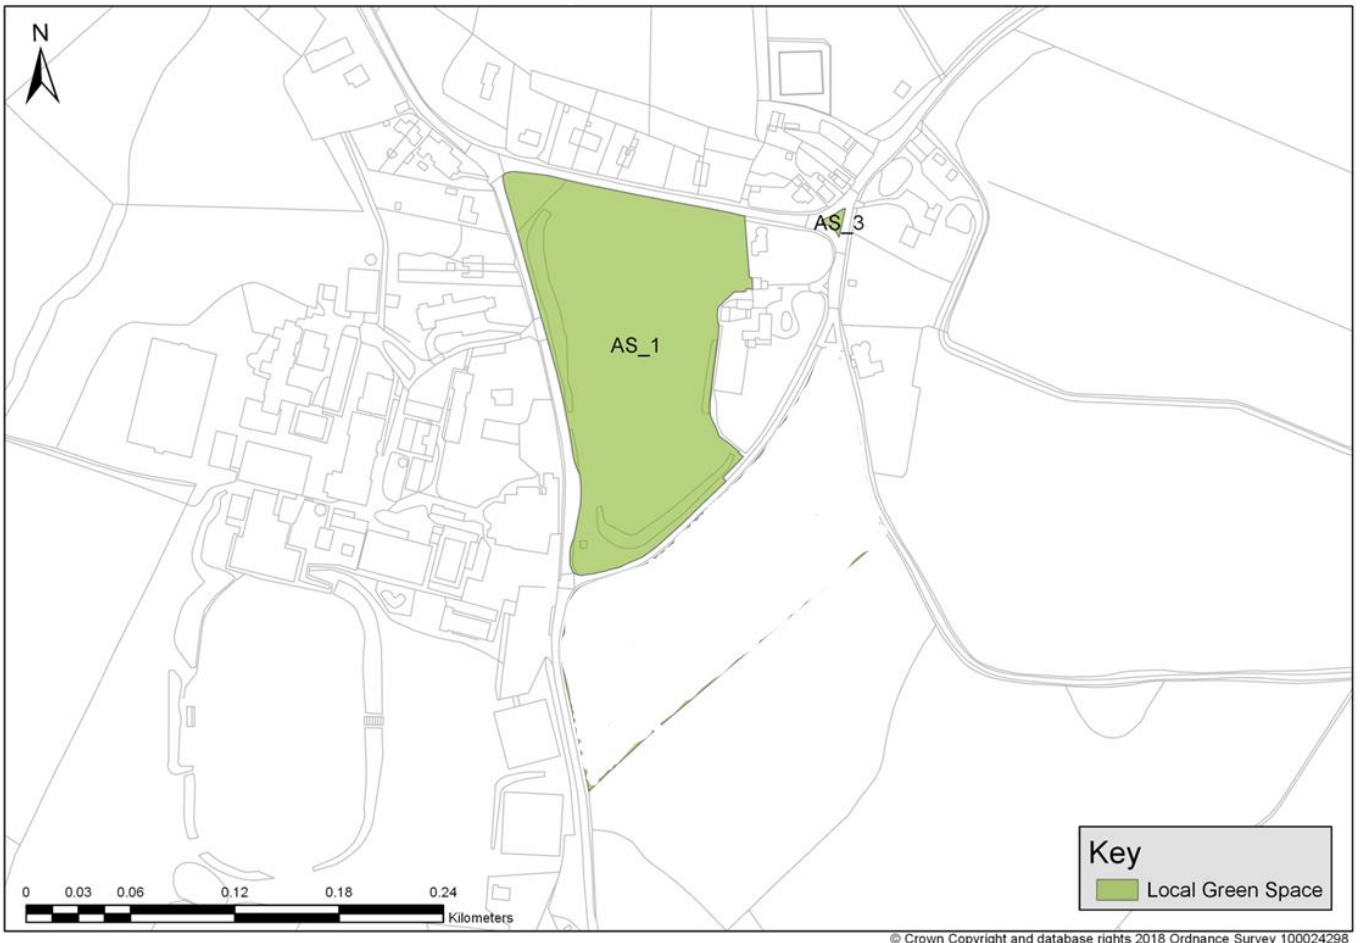 N
AS_3
AS_1
Key
Local Green Space
0 0.03 0.06 0.12 0.18 0.24
Kilometers
© Crown Copyright and database rights 2018 Ordnance Survey 100024298